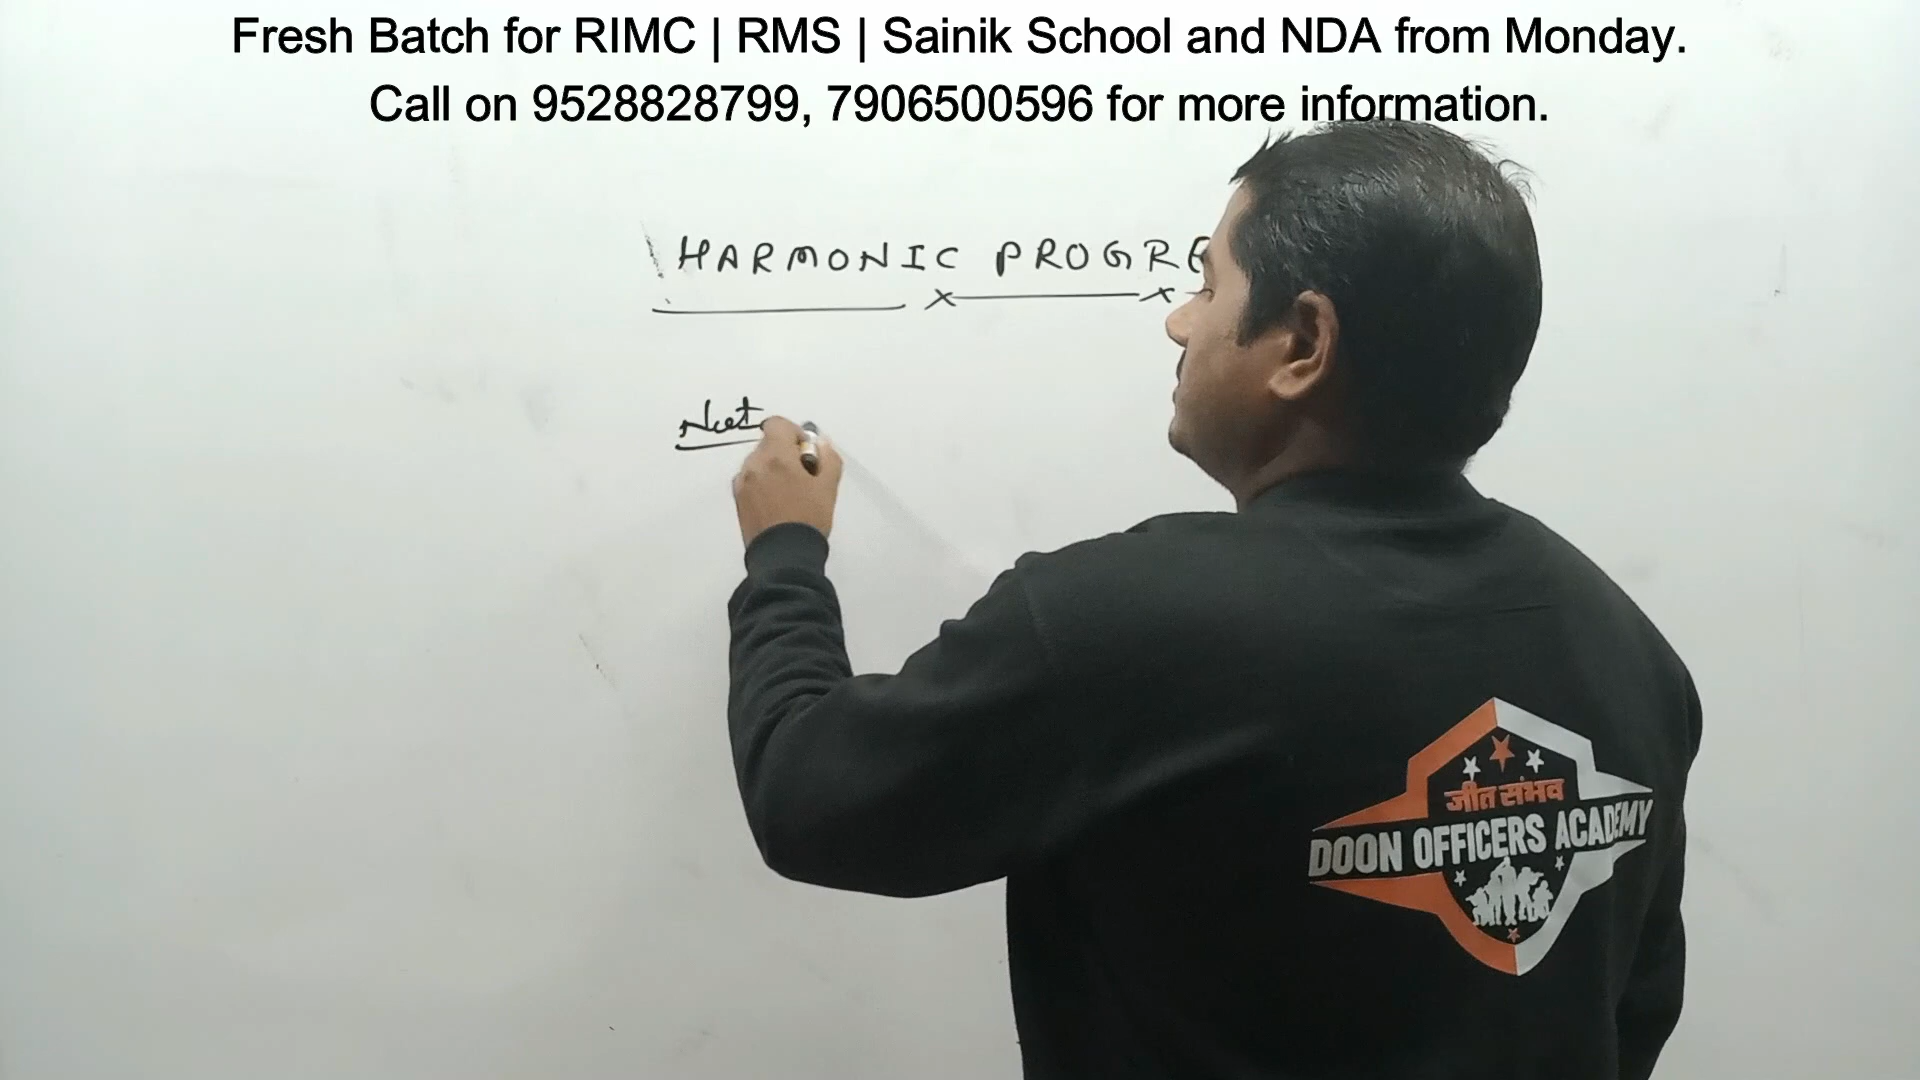 Fresh Batch for RIMC | RMS | Sainik School and NDA from Monday.
Call on 9528828799, 7906500596 for more information.
HARMONIC PROGRE
जीत संभव
DOON OFFICERS ACADEMY